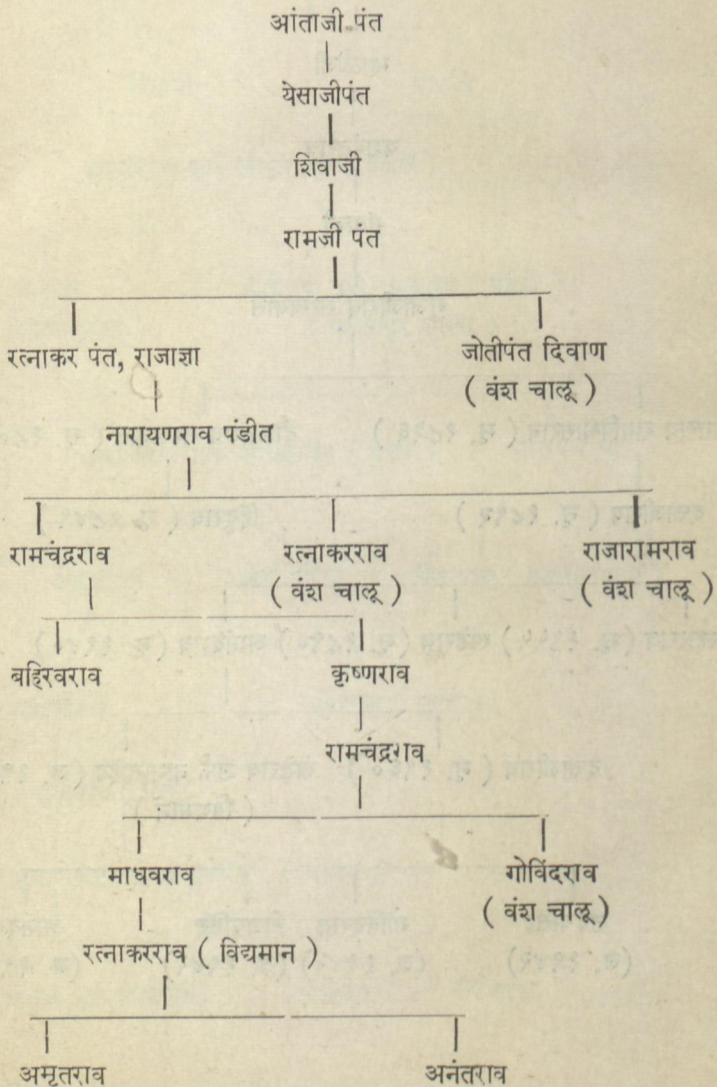 आंताजी पंत
येसाजीपंत
शिवाजी
रामजी पंत
रत्नाकर पंत, राजाज्ञा जोतीपंत दिवाण
( वंश चालू )
नारायणराव पंडीत
रामचंद्रराव रत्नाकरराव राजारामराव
( वंश चालू ) ( वंश चालू )
बहिरवराव कृष्णराव
रामचंद्रराव
माधवराव गोविंदराव
( वंश चालू )
रत्नाकरराव ( विद्यमान )
अमृतराव अनंतराव